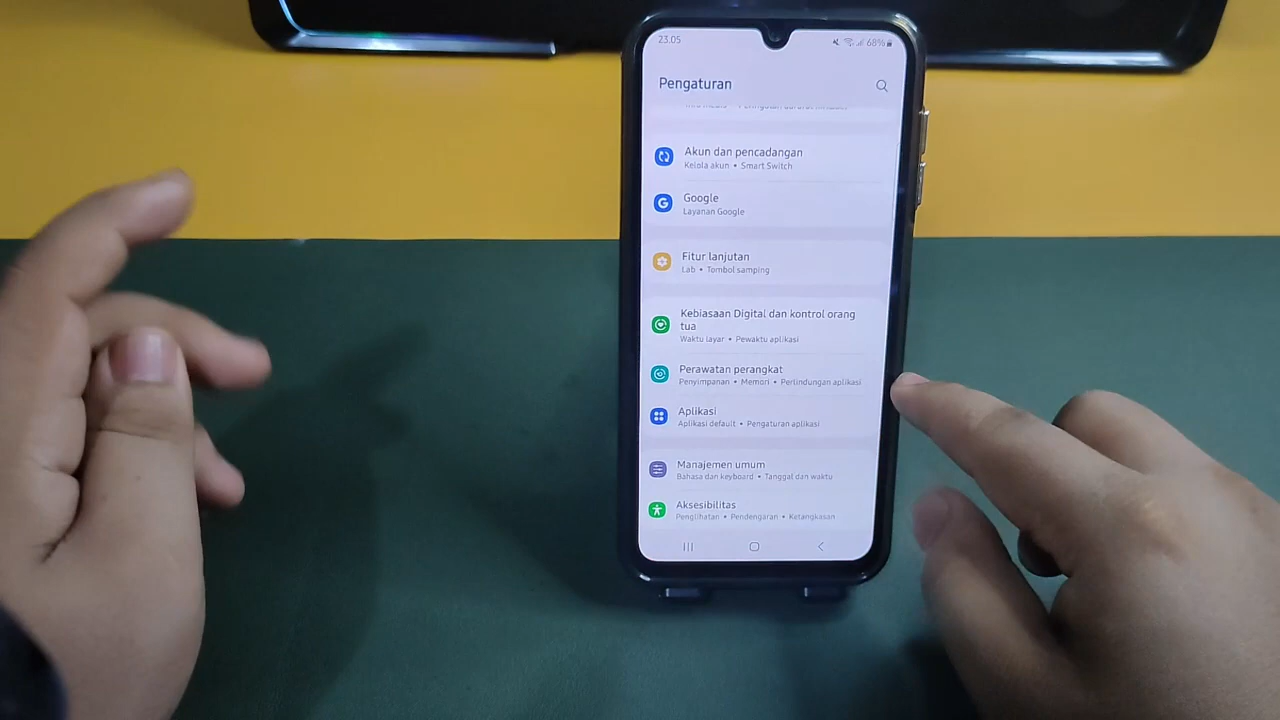 23.05
68%
Pengaturan
Akun dan pencadangan
Kelola akun • Smart Switch
Google
Layanan Google
Fitur lanjutan
Lab • Tombol samping
Kebiasaan Digital dan kontrol orang
tua
Waktu layar • Pewaktu aplikasi
Perawatan perangkat
Penyimpanan • Memori • Perlindungan aplikasi
Aplikasi
Aplikasi default • Pengaturan aplikasi
Manajemen umum
Bahasa dan keyboard • Tanggal dan waktu
Aksesibilitas
Penglihatan • Pendengaran • Ketangkasan